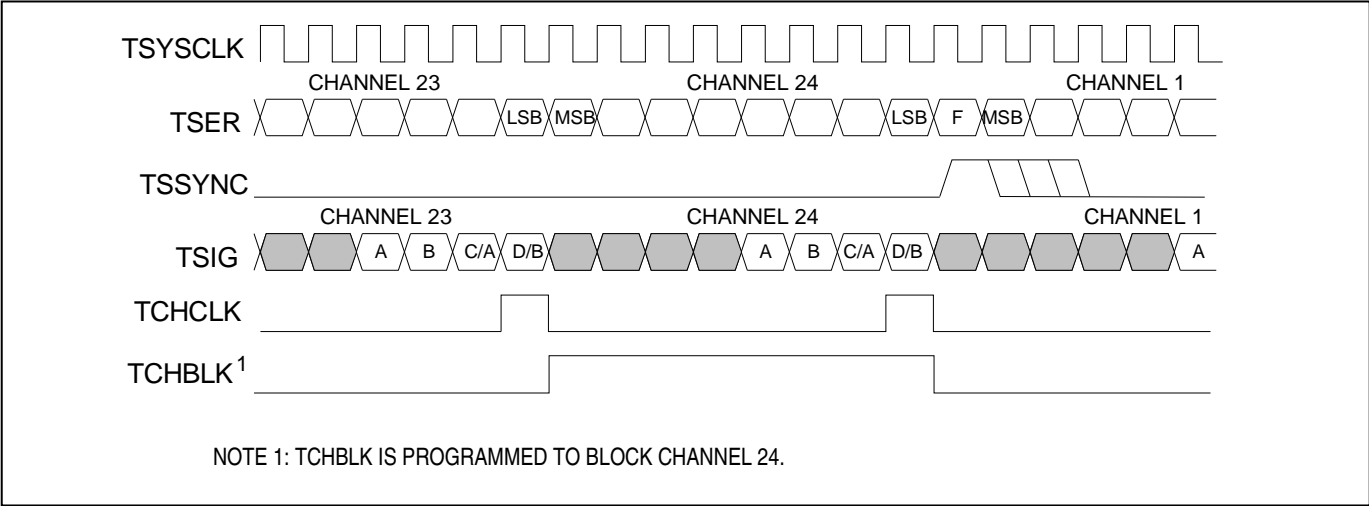 TSYSCLK
CHANNEL 23 CHANNEL 24 CHANNEL 1
TSER LSB MSB LSB F MSB
TSSYNC
CHANNEL 23 CHANNEL 24 CHANNEL 1
TSIG A B C/A D/B A B C/A D/B A
TCHCLK
TCHBLK1
NOTE 1: TCHBLK IS PROGRAMMED TO BLOCK CHANNEL 24.